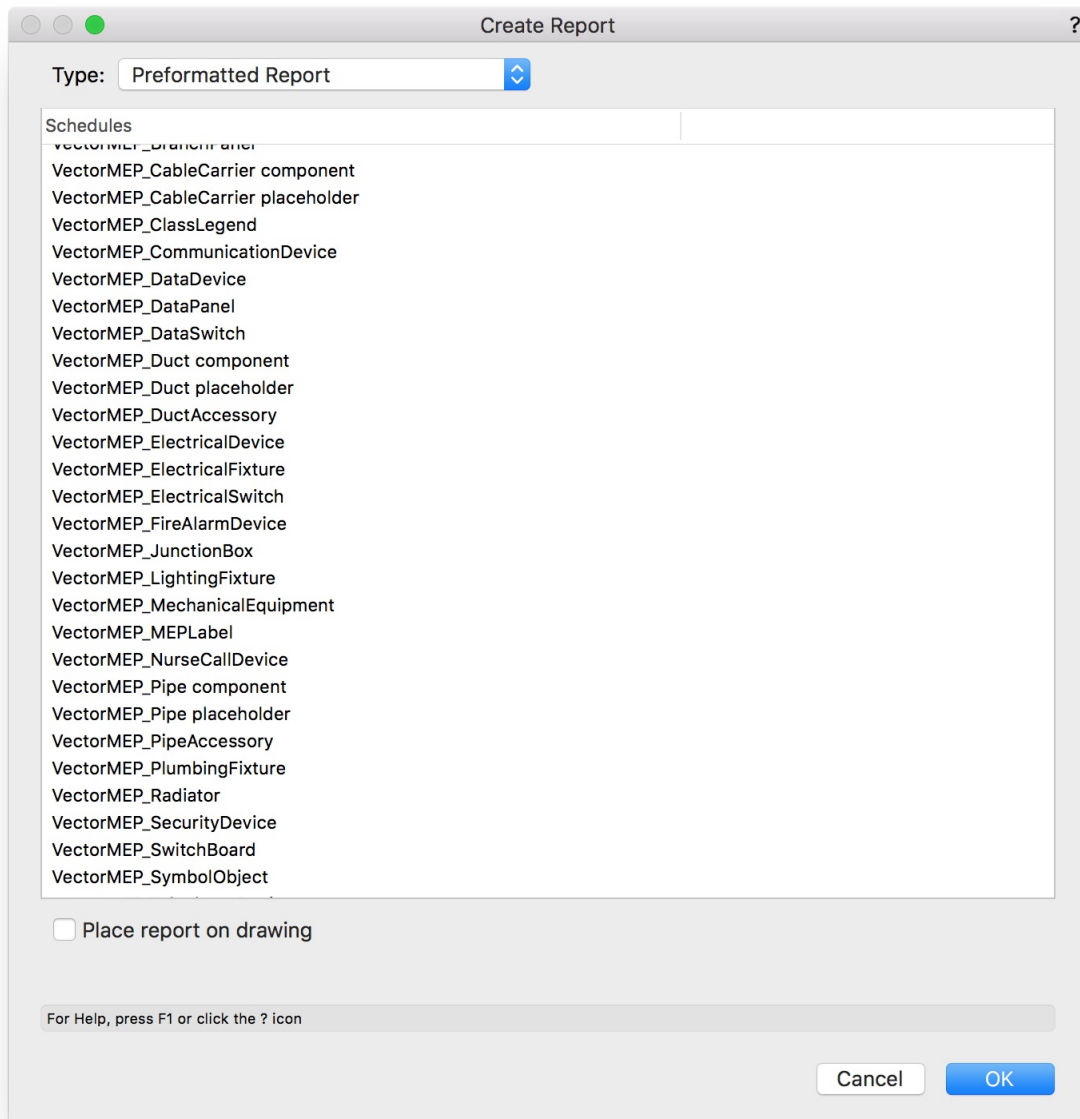 Create Report
?
Type: Preformatted Report
Schedules
VectorMEP_BranchPanel
VectorMEP_CableCarrier component
VectorMEP_CableCarrier placeholder
VectorMEP_ClassLegend
VectorMEP_CommunicationDevice
VectorMEP_DataDevice
VectorMEP_DataPanel
VectorMEP_DataSwitch
VectorMEP_Duct component
VectorMEP_Duct placeholder
VectorMEP_DuctAccessory
VectorMEP_ElectricalDevice
VectorMEP_ElectricalFixture
VectorMEP_ElectricalSwitch
VectorMEP_FireAlarmDevice
VectorMEP_JunctionBox
VectorMEP_LightingFixture
VectorMEP_MechanicalEquipment
VectorMEP_MEPLabel
VectorMEP_NurseCallDevice
VectorMEP_Pipe component
VectorMEP_Pipe placeholder
VectorMEP_PipeAccessory
VectorMEP_PlumbingFixture
VectorMEP_Radiator
VectorMEP_SecurityDevice
VectorMEP_SwitchBoard
VectorMEP_SymbolObject
Place report on drawing
For Help, press F1 or click the ? icon
Cancel OK